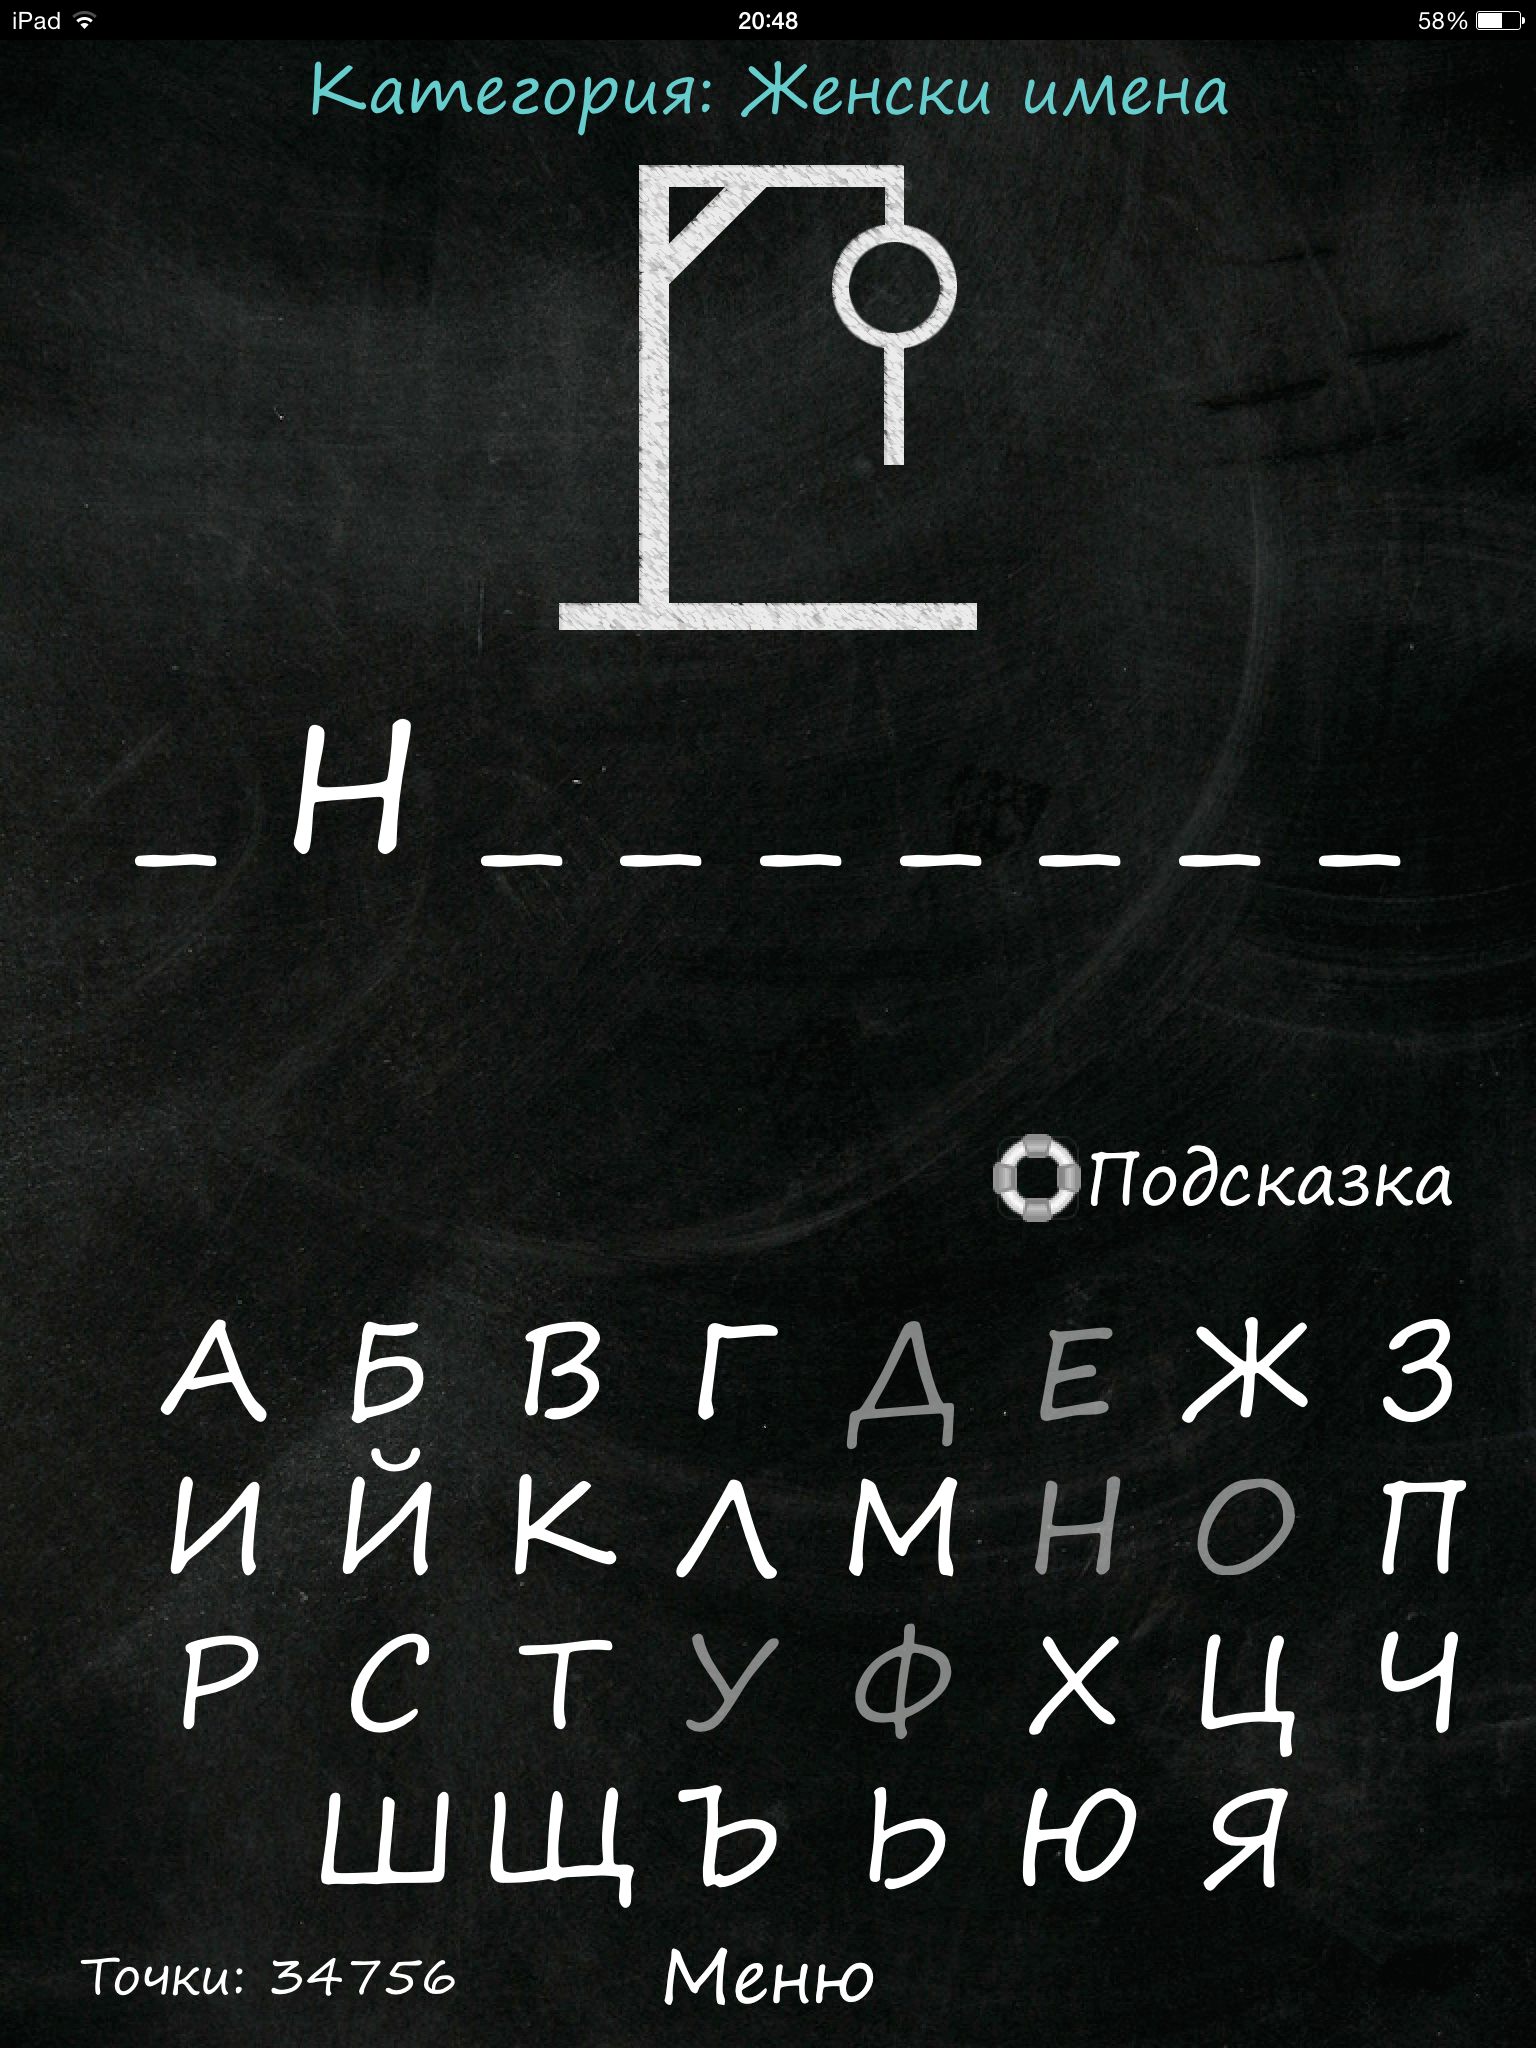 iPad 20:48 58%
Категория: Женски имена
_ Н _ _ _ _ _ _ _
Подсказка
А Б В Г Д Е Ж З
И Й К Л М Н О П
Р С Т У Ф Х Ц Ч
Ш Щ Ъ Ь Ю Я
Точки: 34756 Меню